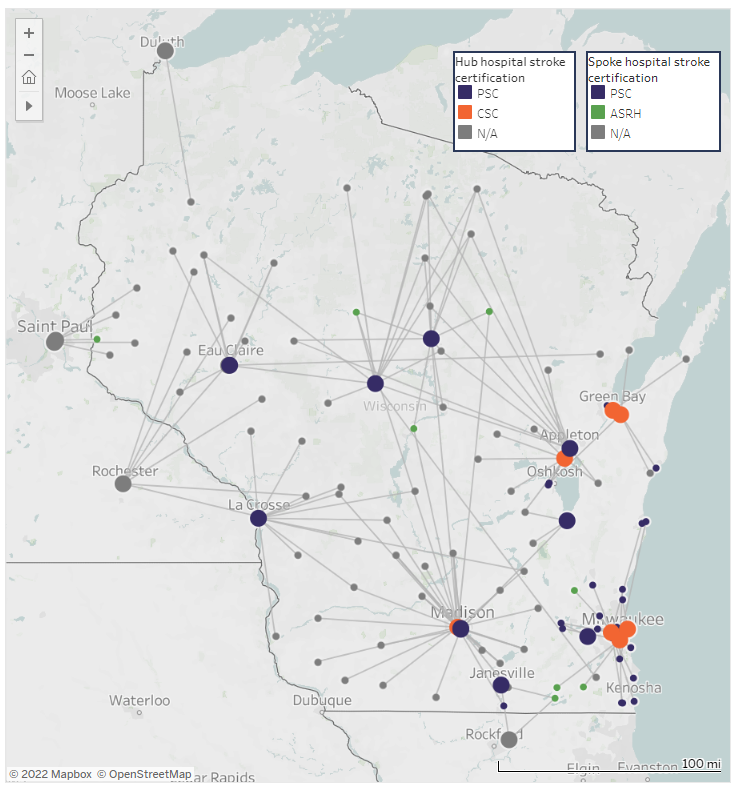 +
−
Duluth
Moose Lake
Hub hospital stroke
certification
PSC
CSC
N/A
Spoke hospital stroke
certification
PSC
ASRH
N/A
Saint Paul
Eau Claire
Wisconsin
Green Bay
Appleton
Oshkosh
Rochester
La Crosse
Madison
Milwaukee
Janesville
Kenosha
Waterloo
Dubuque
Rockford
Elgin
Evanston
100 mi
© 2022 Mapbox © OpenStreetMap
Rapids